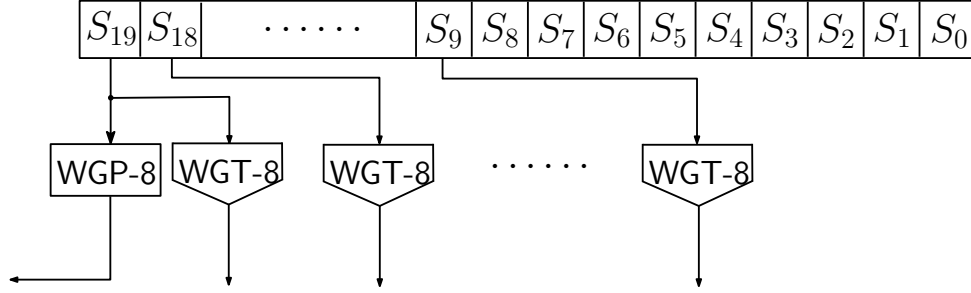 S₁₉ S₁₈ ...... S₉ S₈ S₇ S₆ S₅ S₄ S₃ S₂ S₁ S₀
WGP-8 WGT-8 WGT-8 ...... WGT-8